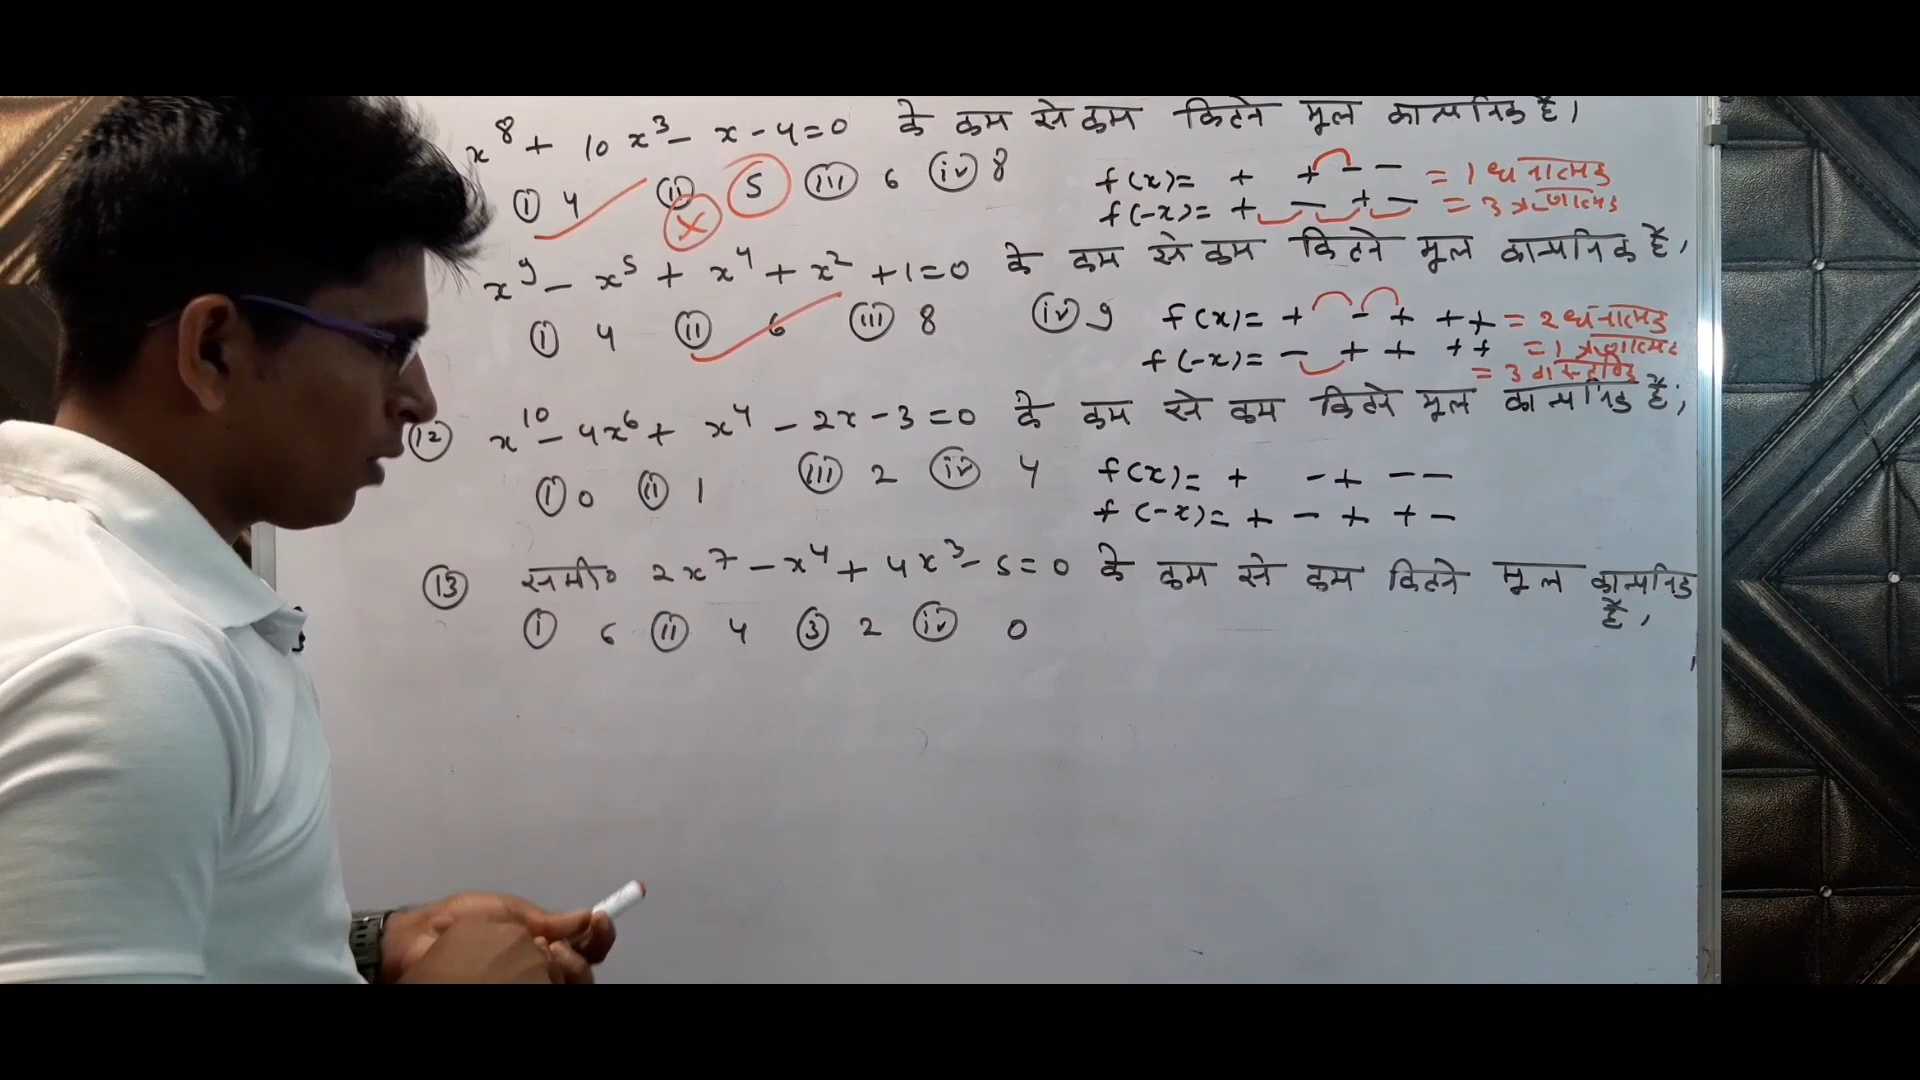 x⁸ + 10x³ - x - 4 = 0 के कम से कम कितने मूल काल्पनिक है।
(i) 4 (ii) 5 (iii) 6 (iv) 8
f(x) = + + - - = 1 धनात्मक
f(-x) = + - + - = 3 ऋणात्मक
x⁹ - x⁵ + x⁴ + x² + 1 = 0 के कम से कम कितने मूल काल्पनिक है,
(i) 4 (ii) 6 (iii) 8 (iv) 9
f(x) = + - + + + = 2 धनात्मक
f(-x) = - + + + + = 1 ऋणात्मक
= 3 वास्तविक
(12) x¹⁰ - 4x⁶ + x⁴ - 2x - 3 = 0 के कम से कम कितने मूल काल्पनिक है,
(i) 0 (ii) 1 (iii) 2 (iv) 4
f(x) = + - + - -
f(-x) = + - + + -
(13) समी० 2x⁷ - x⁴ + 4x³ - 5 = 0 के कम से कम कितने मूल काल्पनिक है,
(i) 6 (ii) 4 (3) 2 (iv) 0